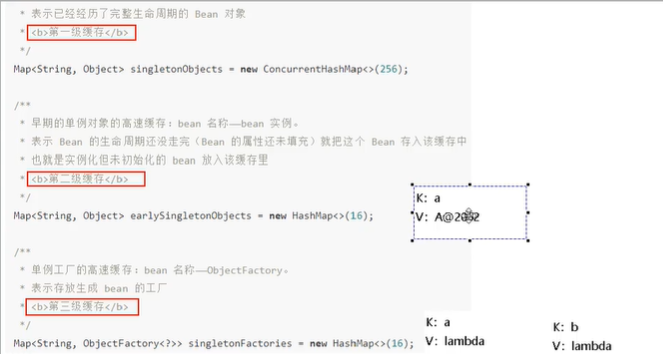 * 表示已经经历了完整生命周期的 Bean 对象
* <b>第一级缓存</b>
*/
Map<String, Object> singletonObjects = new ConcurrentHashMap<>(256);
/**
* 早期的单例对象的高速缓存：bean 名称——bean 实例。
* 表示 Bean 的生命周期还没走完（Bean 的属性还未填充）就把这个 Bean 存入该缓存中
* 也就是实例化但未初始化的 bean 放入该缓存里
* <b>第二级缓存</b>
*/
Map<String, Object> earlySingletonObjects = new HashMap<>(16);
K: a
/**
* 单例工厂的高速缓存：bean 名称——ObjectFactory。
* 表示存放生成 bean 的工厂
* <b>第三级缓存</b>
*/
Map<String, ObjectFactory<?>> singletonFactories = new HashMap<>(16);
K: a
V: lambda
K: b
V: lambda